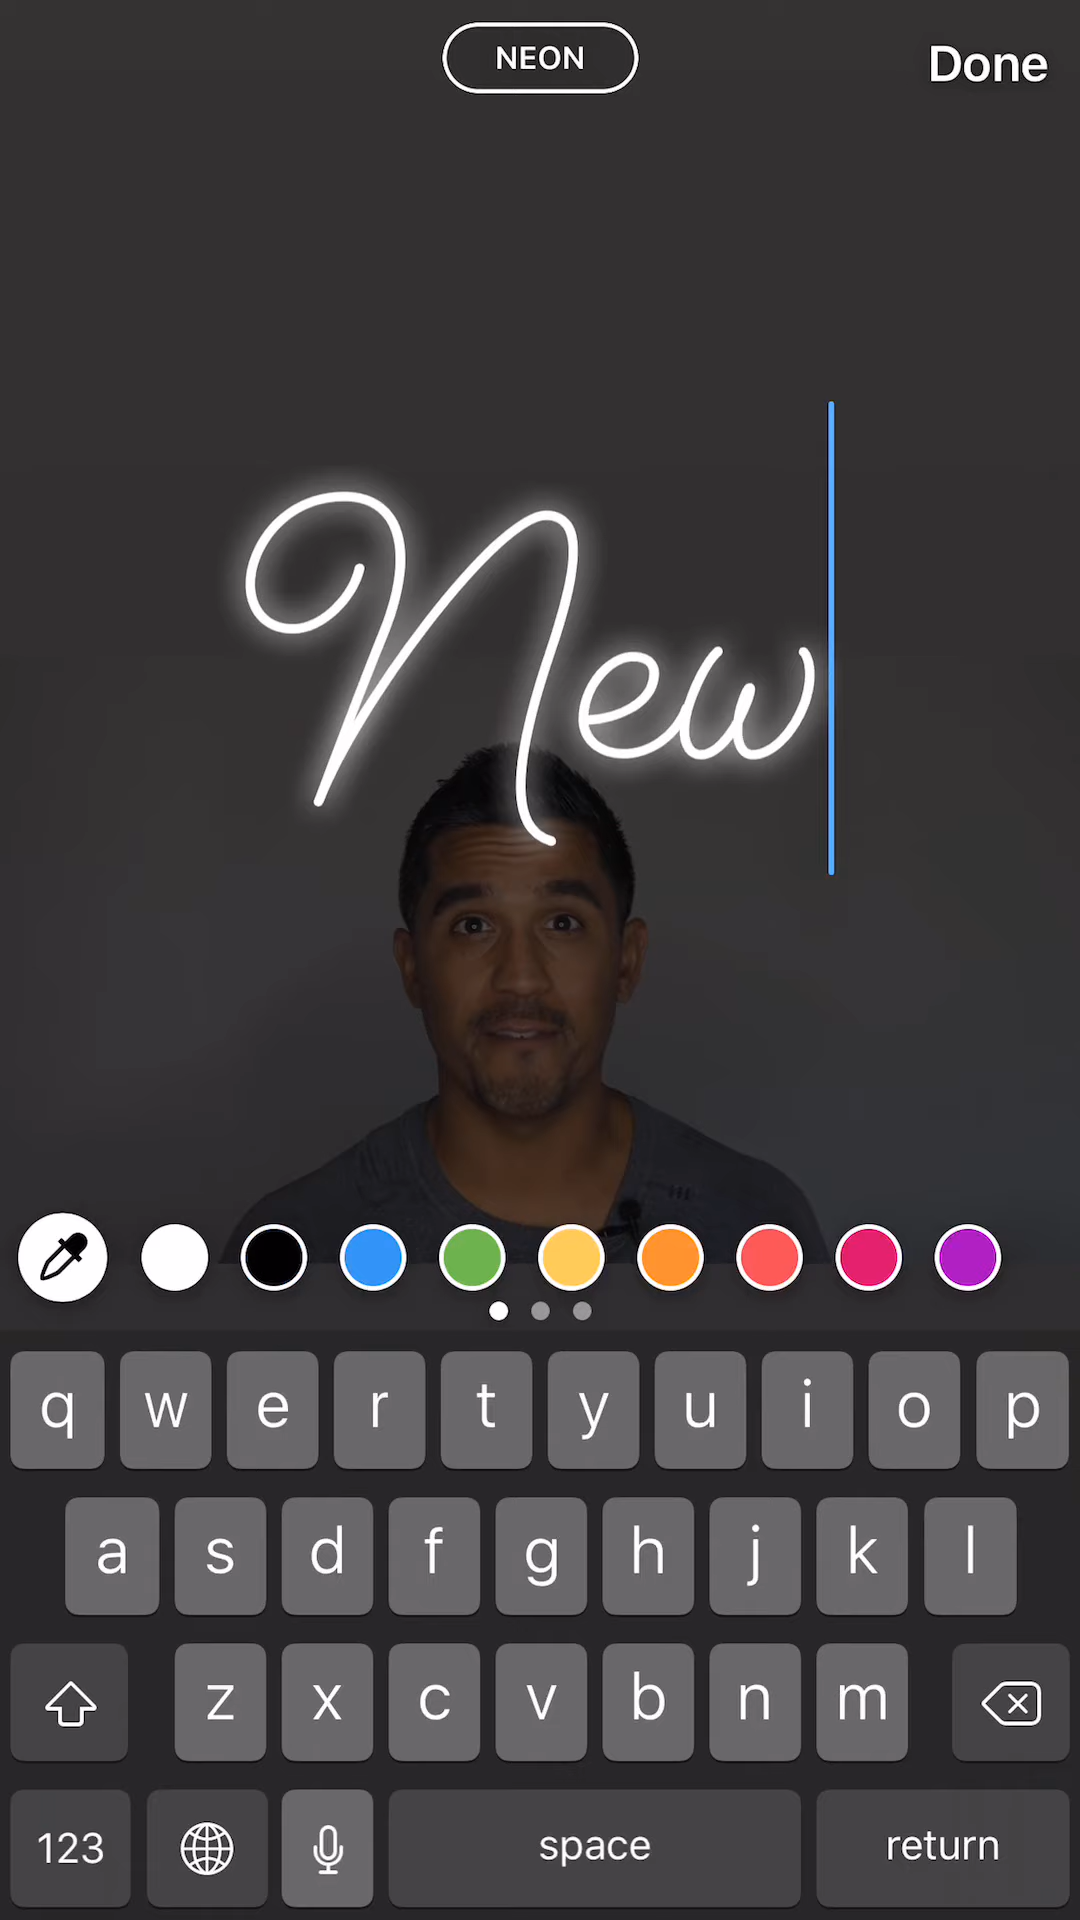 NEON
Done
New
q w e r t y u i o p
a s d f g h j k l
z x c v b n m
123 space return